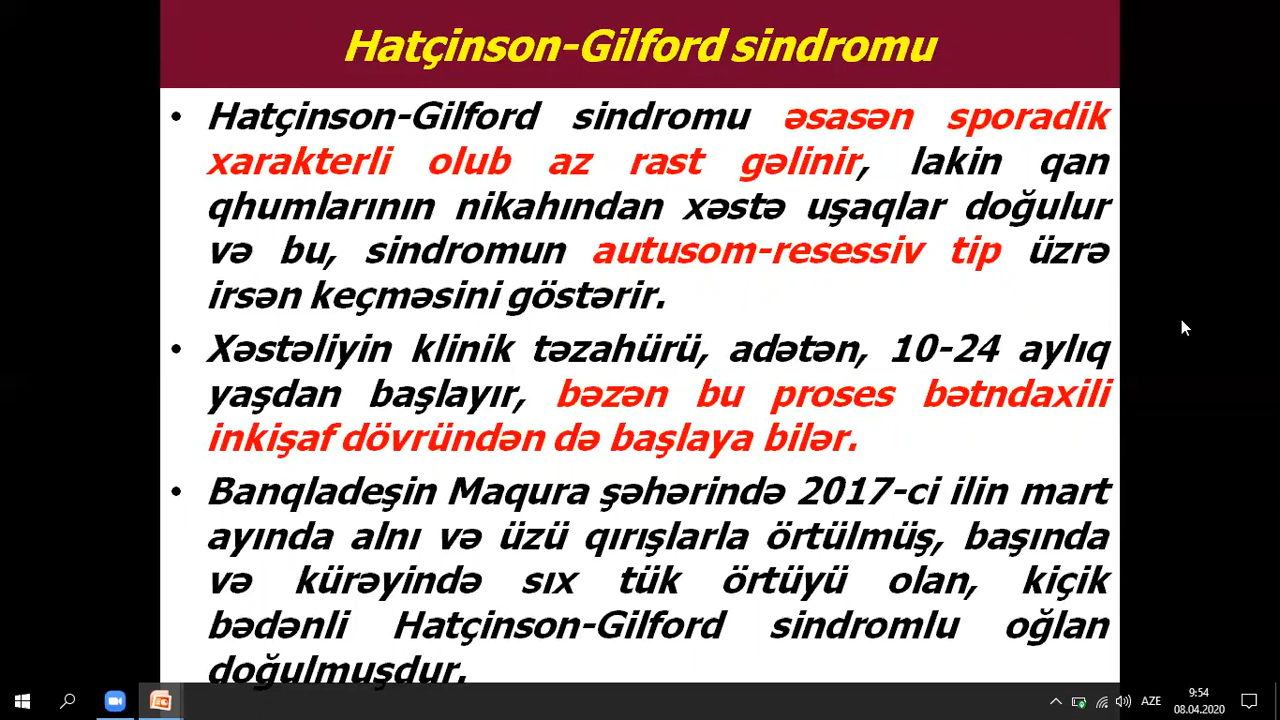 Hatçinson-Gilford sindromu
• Hatçinson-Gilford sindromu əsasən sporadik
xarakterli olub az rast gəlinir, lakin qan
qhumlarının nikahından xəstə uşaqlar doğulur
və bu, sindromun autusom-resessiv tip üzrə
irsən keçməsini göstərir.
• Xəstəliyin klinik təzahürü, adətən, 10-24 aylıq
yaşdan başlayır, bəzən bu proses bətndaxili
inkişaf dövründən də başlaya bilər.
• Banqladeşin Maqura şəhərində 2017-ci ilin mart
ayında alnı və üzü qırışlarla örtülmüş, başında
və kürəyində sıx tük örtüyü olan, kiçik
bədənli Hatçinson-Gilford sindromlu oğlan
doğulmuşdur.
AZE
9:54
08.04.2020